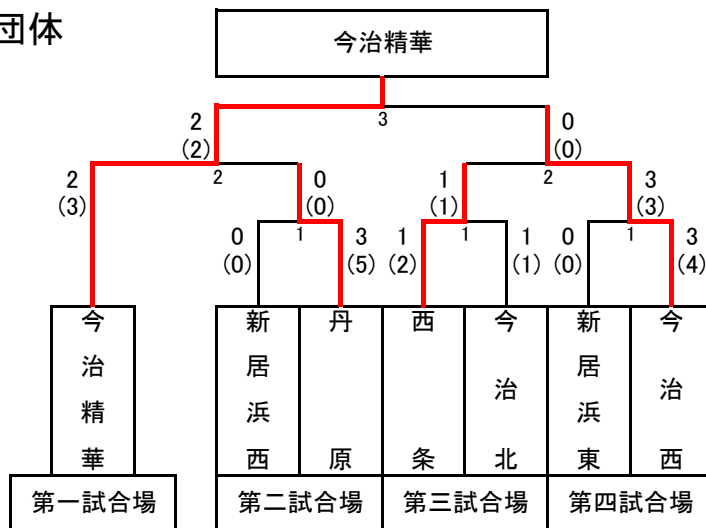 団体
今治精華
3
2
(2)
0
(0)
2
(3)
2
0
(0)
1
(1)
2
3
(3)
0
(0)
1
3
(5)
1
(2)
1
1
(1)
0
(0)
1
3
(4)
今治精華
新居浜西
丹原
西条
今治北
新居浜東
今治西
第一試合場
第二試合場
第三試合場
第四試合場